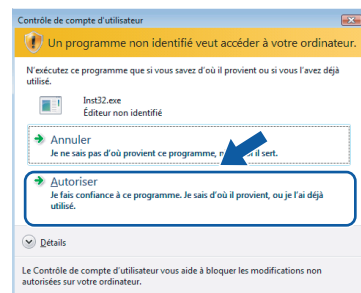 Contrôle de compte d'utilisateur
Un programme non identifié veut accéder à votre ordinateur.
N'exécutez ce programme que si vous savez d'où il provient ou si vous l'avez déjà
utilisé.
Inst32.exe
Éditeur non identifié
Annuler
Je ne sais pas d'où provient ce programme, il sert.
Autoriser
Je fais confiance à ce programme. Je sais d'où il provient, ou je l'ai déjà
utilisé.
Détails
Le Contrôle de compte d'utilisateur vous aide à bloquer les modifications non
autorisées sur votre ordinateur.